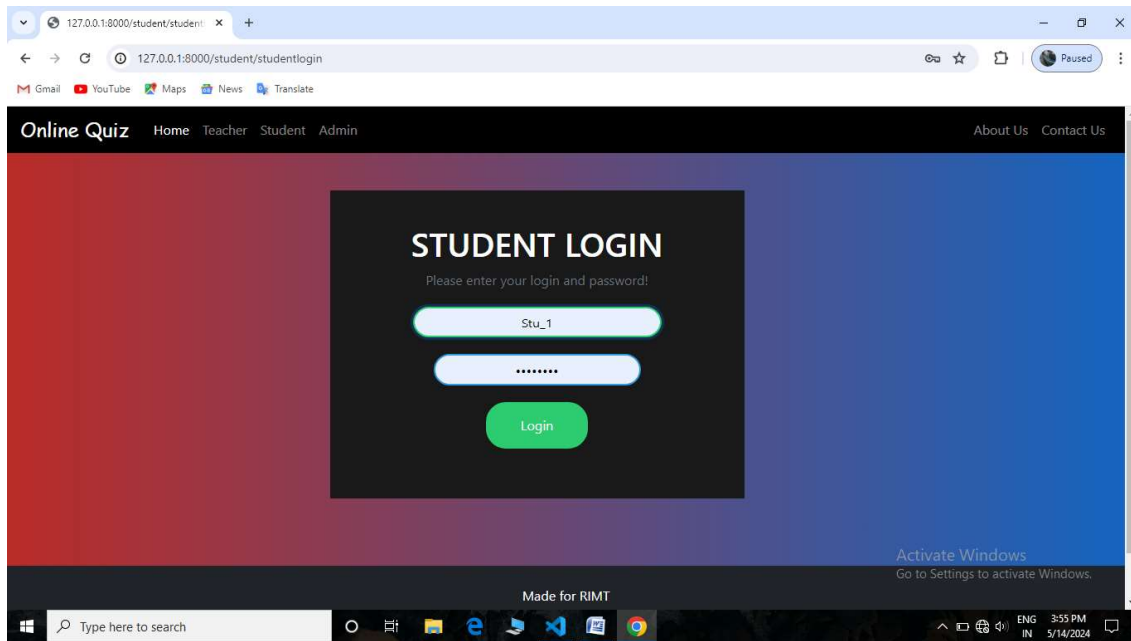 127.0.0.1:8000/student/student
127.0.0.1:8000/student/studentlogin
Paused
Gmail YouTube Maps News Translate
Online Quiz Home Teacher Student Admin About Us Contact Us
STUDENT LOGIN
Please enter your login and password!
Stu_1
••••••••
Login
Activate Windows
Go to Settings to activate Windows.
Made for RIMT
Type here to search
ENG 3:55 PM
IN 5/14/2024